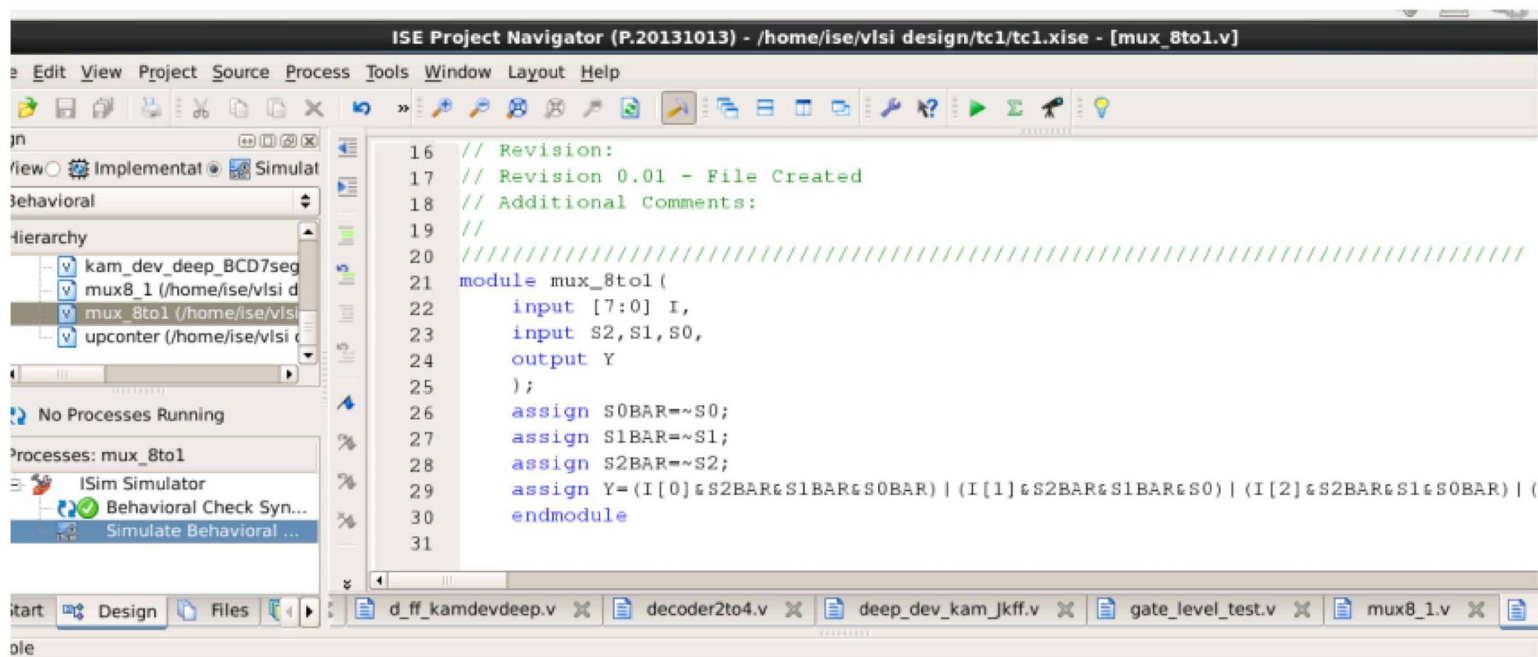 ISE Project Navigator (P.20131013) - /home/ise/vlsi design/tc1/tc1.xise - [mux_8to1.v]
e Edit View Project Source Process Tools Window Layout Help
gn
View Implementat Simulat
Behavioral
Hierarchy
kam_dev_deep_BCD7seg
mux8_1 (/home/ise/vlsi d
mux_8to1 (/home/ise/vlsi
upconter (/home/ise/vlsi
No Processes Running
Processes: mux_8to1
ISim Simulator
Behavioral Check Syn...
Simulate Behavioral ...
16 // Revision:
17 // Revision 0.01 - File Created
18 // Additional Comments:
19 //
20 //////////////////////////////////////////////////////////////////////////////////
21 module mux_8to1(
22 input [7:0] I,
23 input S2,S1,S0,
24 output Y
25 );
26 assign S0BAR=~S0;
27 assign S1BAR=~S1;
28 assign S2BAR=~S2;
29 assign Y=(I[0]&S2BAR&S1BAR&S0BAR)|(I[1]&S2BAR&S1BAR&S0)|(I[2]&S2BAR&S1&S0BAR)|(
30 endmodule
31
Start Design Files
d_ff_kamdevdeep.v decoder2to4.v deep_dev_kam_Jkff.v gate_level_test.v mux8_1.v
ole